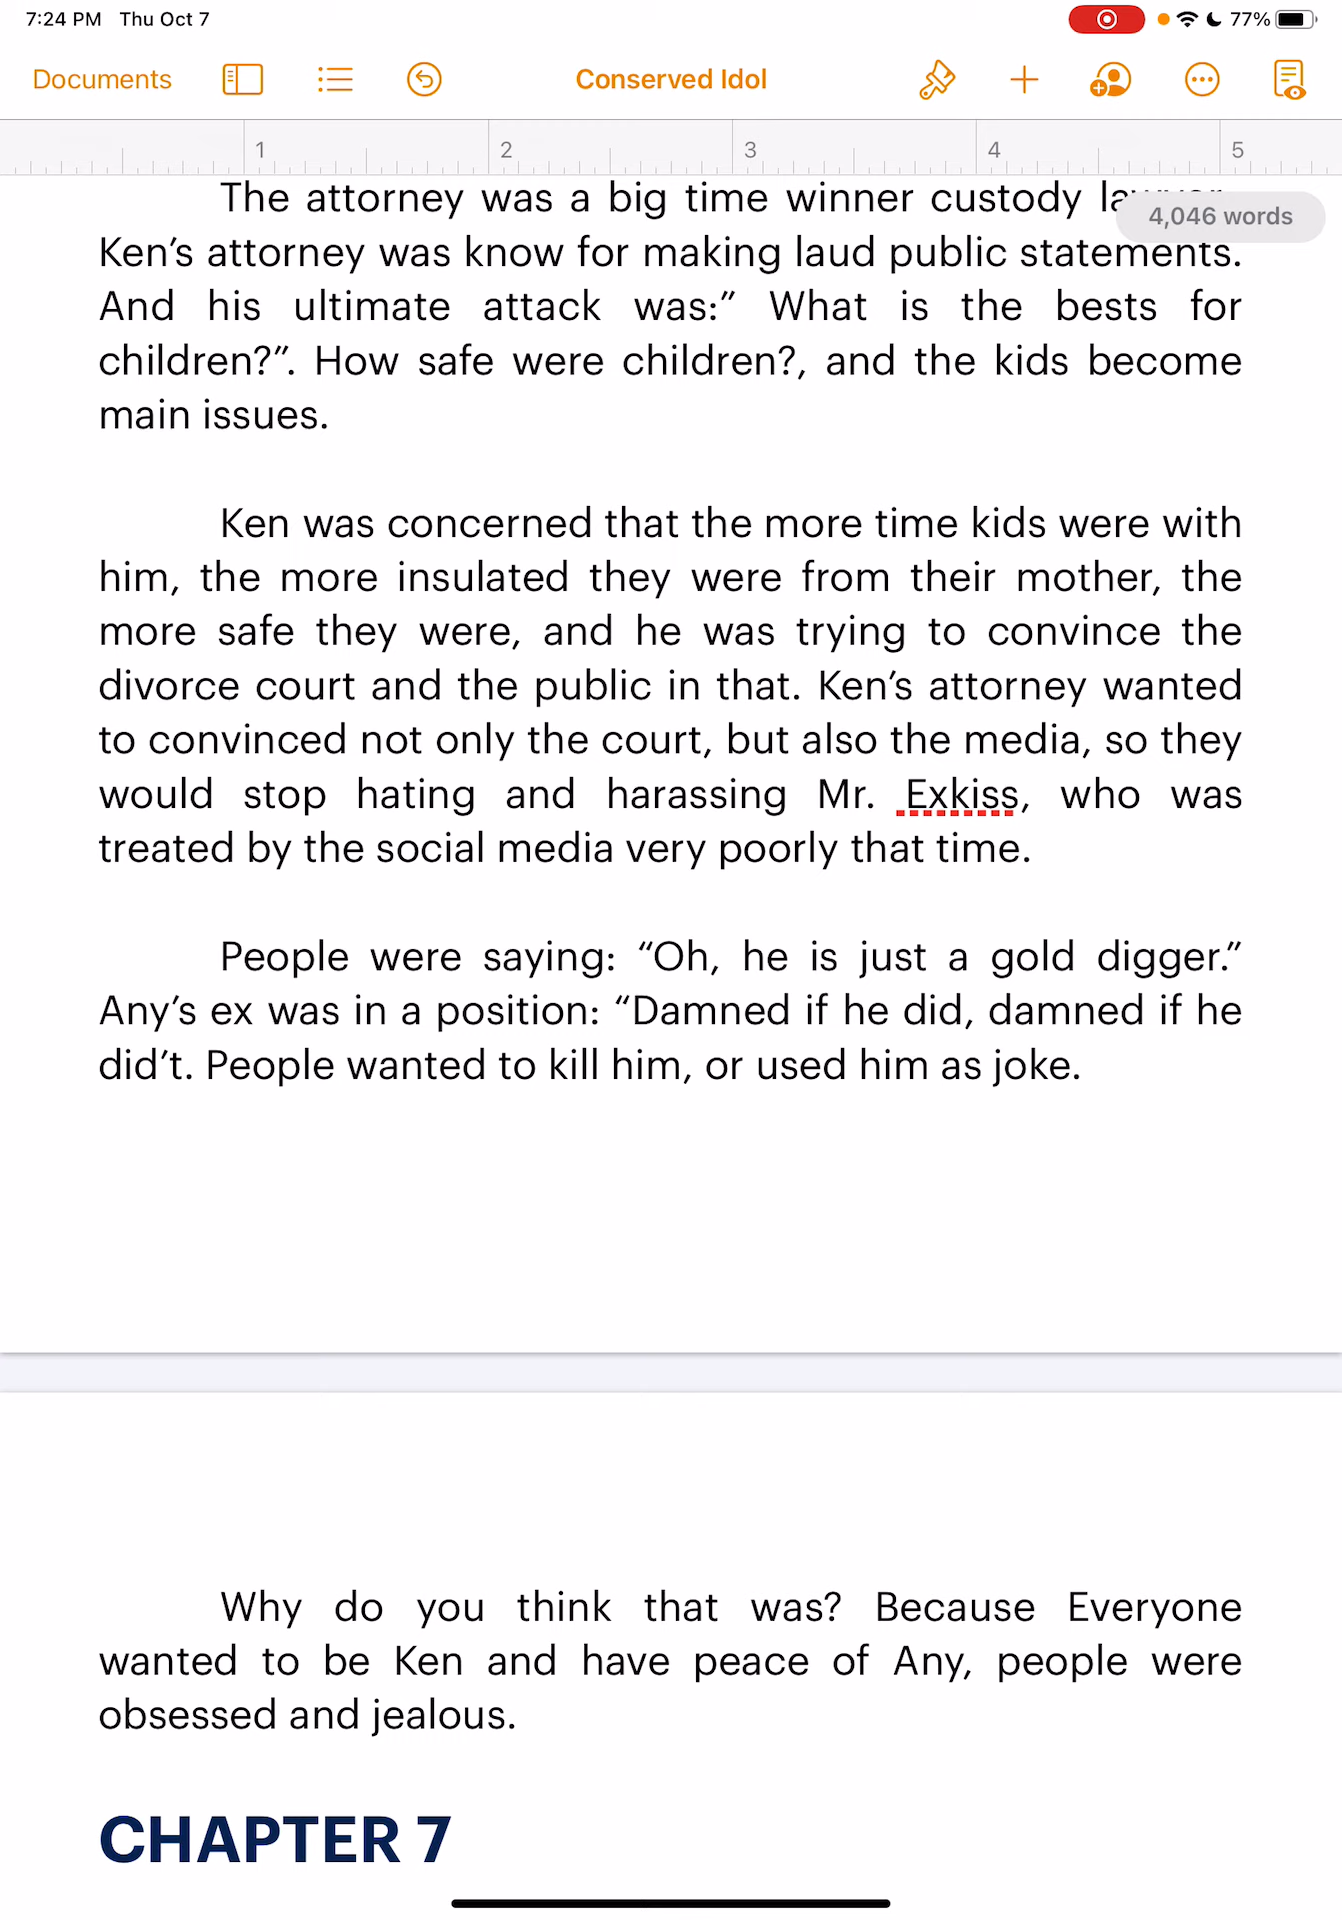 7:24 PM Thu Oct 7
77%
Documents
Conserved Idol
1 2 3 4 5
4,046 words
The attorney was a big time winner custody
Ken’s attorney was know for making laud public statements.
And his ultimate attack was:” What is the bests for
children?”. How safe were children?, and the kids become
main issues.
Ken was concerned that the more time kids were with
him, the more insulated they were from their mother, the
more safe they were, and he was trying to convince the
divorce court and the public in that. Ken’s attorney wanted
to convinced not only the court, but also the media, so they
would stop hating and harassing Mr. Exkiss, who was
treated by the social media very poorly that time.
People were saying: “Oh, he is just a gold digger.”
Any’s ex was in a position: “Damned if he did, damned if he
did’t. People wanted to kill him, or used him as joke.
Why do you think that was? Because Everyone
wanted to be Ken and have peace of Any, people were
obsessed and jealous.
CHAPTER 7